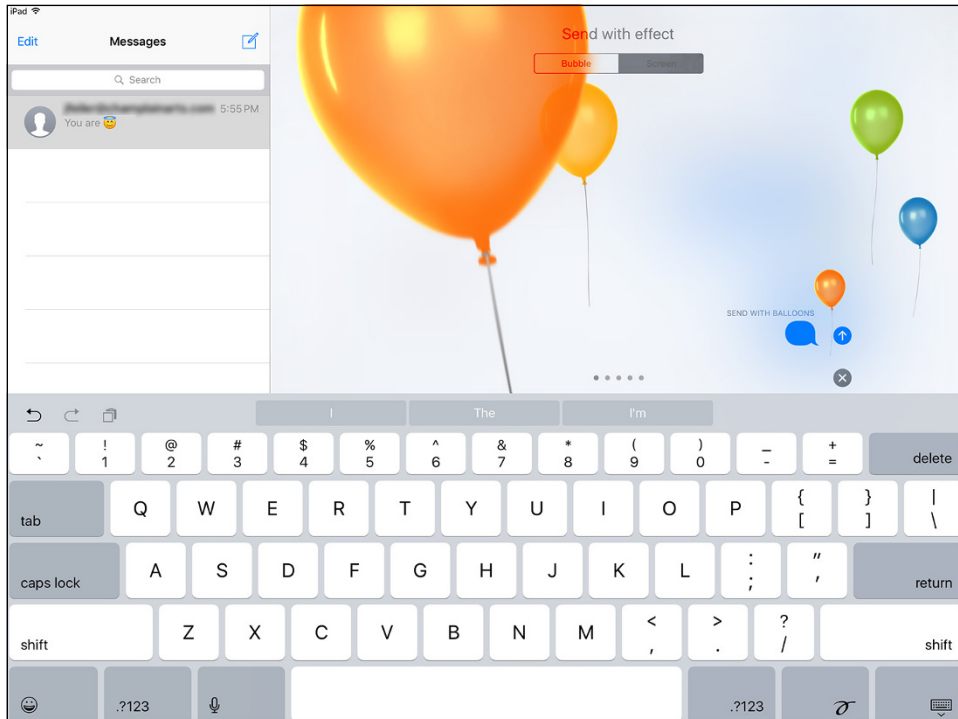 iPad
Edit Messages
Search
5:55 PM
You are 😇
Send with effect
Bubble Screen
SEND WITH BALLOONS
I The I'm
~ ! @ # $ % ^ & * ( ) _ +
` 1 2 3 4 5 6 7 8 9 0 - = delete
tab Q W E R T Y U I O P { [ } ] | \
caps lock A S D F G H J K L : ; " ' return
shift Z X C V B N M < , > . ? / shift
.?123 .?123